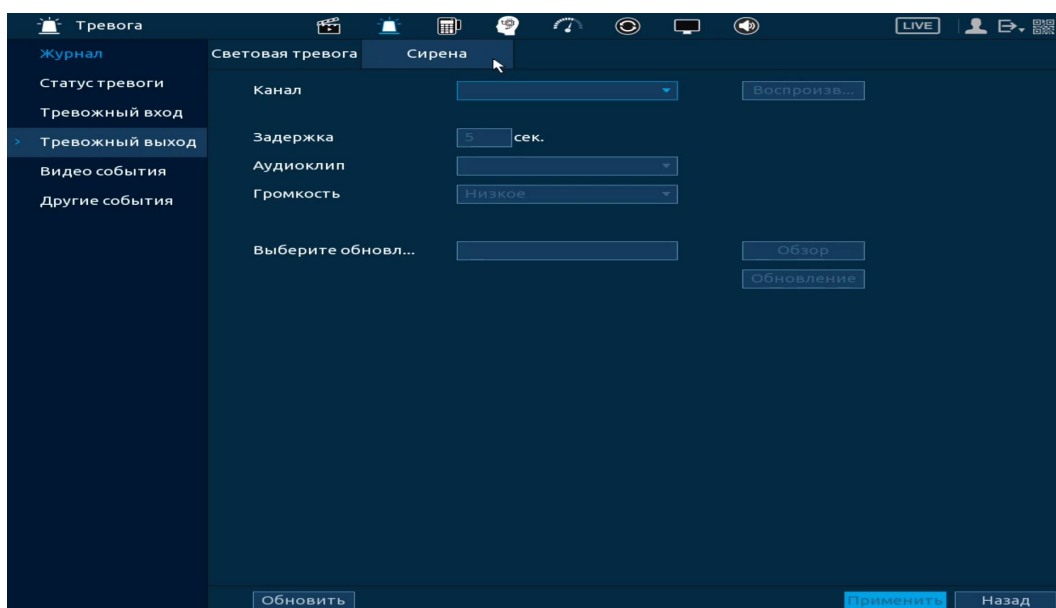 Тревога
LIVE
Журнал
Статус тревоги
Тревожный вход
> Тревожный выход
Видео события
Другие события
Световая тревога Сирена
Канал Воспроизв...
Задержка 5 сек.
Аудиоклип
Громкость Низкое
Выберите обновл... Обзор
Обновление
Обновить Применить Назад